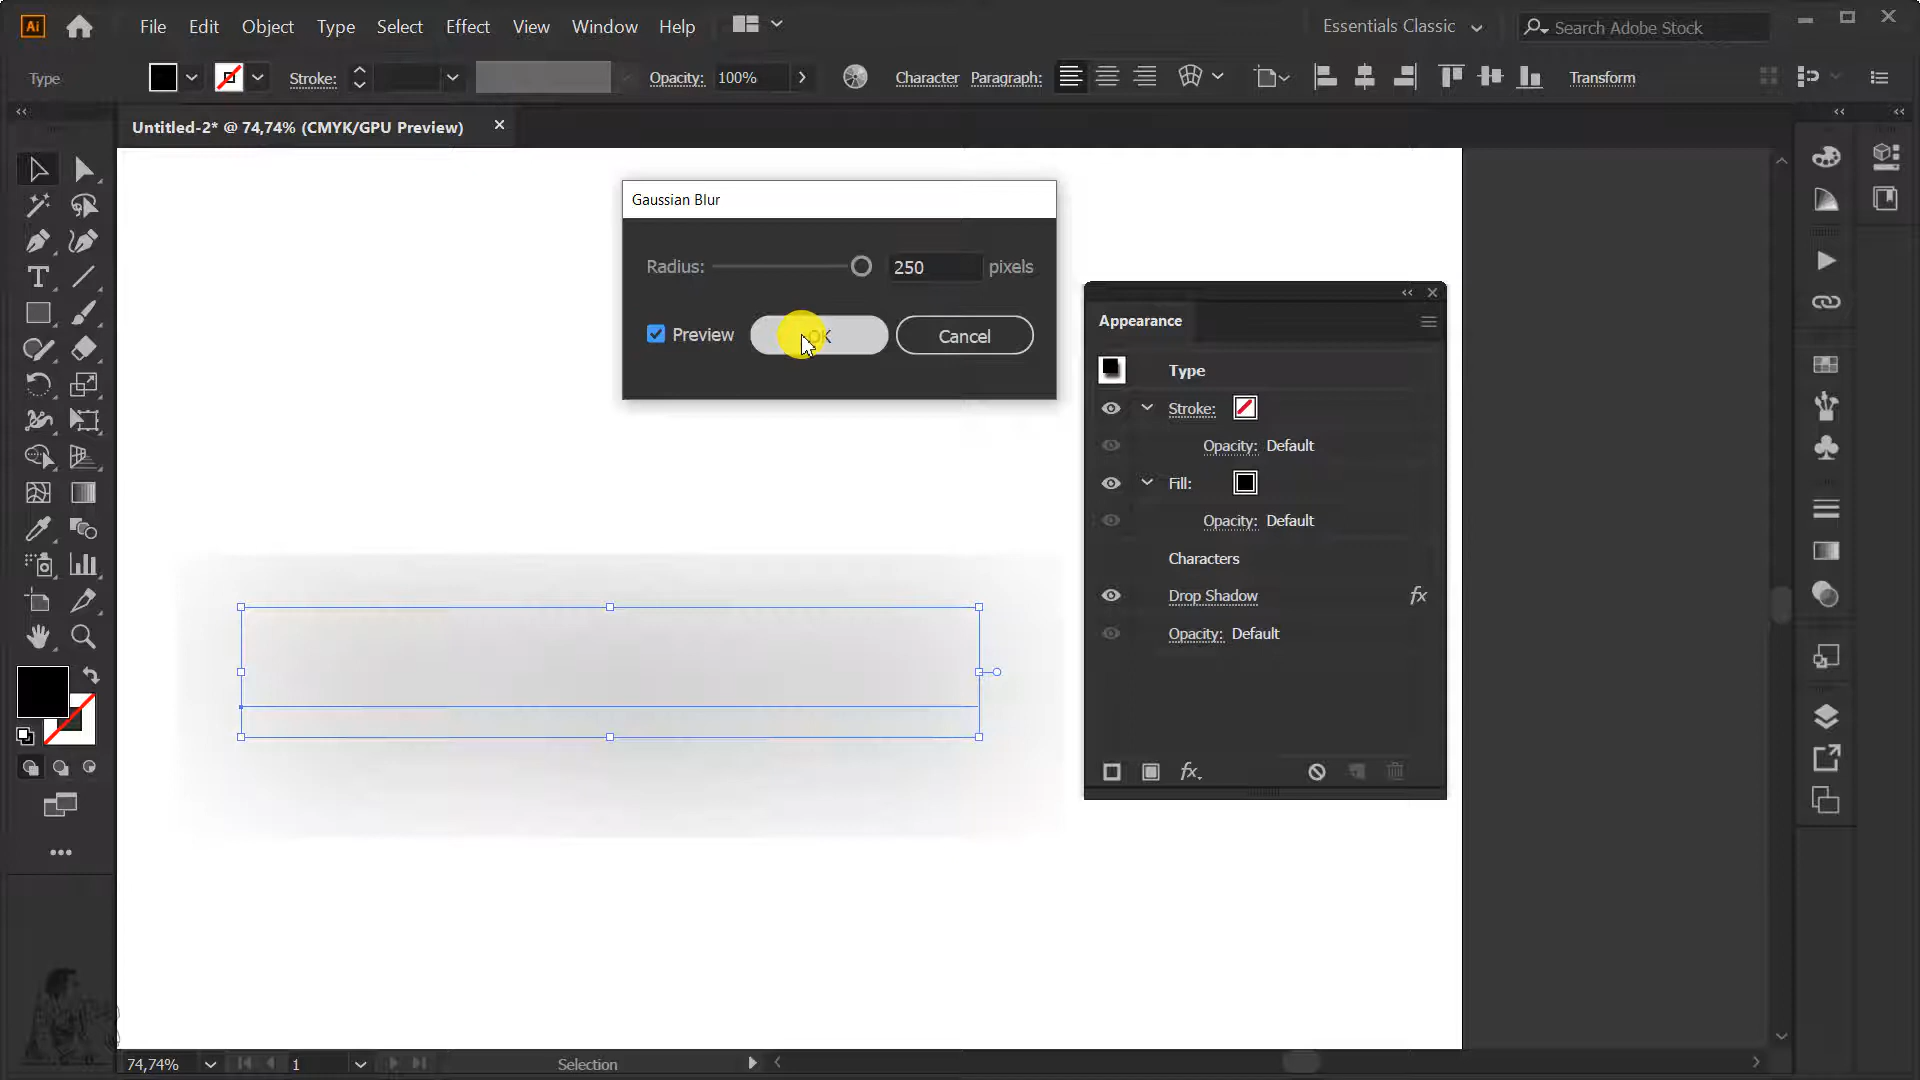 Ai File Edit Object Type Select Effect View Window Help Essentials Classic Search Adobe Stock
Type Stroke: Opacity: 100% Character Paragraph: Transform
Untitled-2* @ 74,74% (CMYK/GPU Preview)
Gaussian Blur
Radius: 250 pixels
Preview OK Cancel
Appearance
Type
Stroke:
Opacity: Default
Fill:
Opacity: Default
Characters
Drop Shadow fx
Opacity: Default
fx.
74,74% 1 Selection